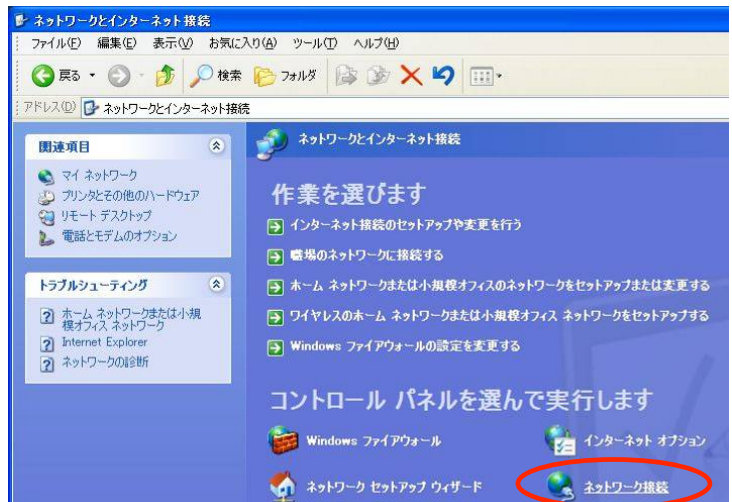 ネットワークとインターネット接続
ファイル(F) 編集(E) 表示(V) お気に入り(A) ツール(T) ヘルプ(H)
戻る 検索 フォルダ
アドレス(D) ネットワークとインターネット接続
関連項目
マイ ネットワーク
プリンタとその他のハードウェア
リモート デスクトップ
電話とモデムのオプション
トラブルシューティング
ホーム ネットワークまたは小規
模オフィス ネットワーク
Internet Explorer
ネットワークの診断
ネットワークとインターネット接続
作業を選びます
インターネット接続のセットアップや変更を行う
職場のネットワークに接続する
ホーム ネットワークまたは小規模オフィスのネットワークをセットアップまたは変更する
ワイヤレスのホーム ネットワークまたは小規模オフィス ネットワークをセットアップする
Windows ファイアウォールの設定を変更する
コントロール パネルを選んで実行します
Windows ファイアウォール インターネット オプション
ネットワーク セットアップ ウィザード ネットワーク接続